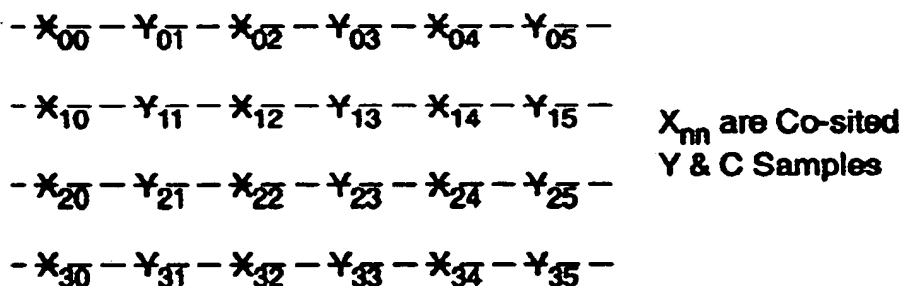 - X00 - Y01 - X02 - Y03 - X04 - Y05 -
- X10 - Y11 - X12 - Y13 - X14 - Y15 -
Xnn are Co-sited
Y & C Samples
- X20 - Y21 - X22 - Y23 - X24 - Y25 -
- X30 - Y31 - X32 - Y33 - X34 - Y35 -